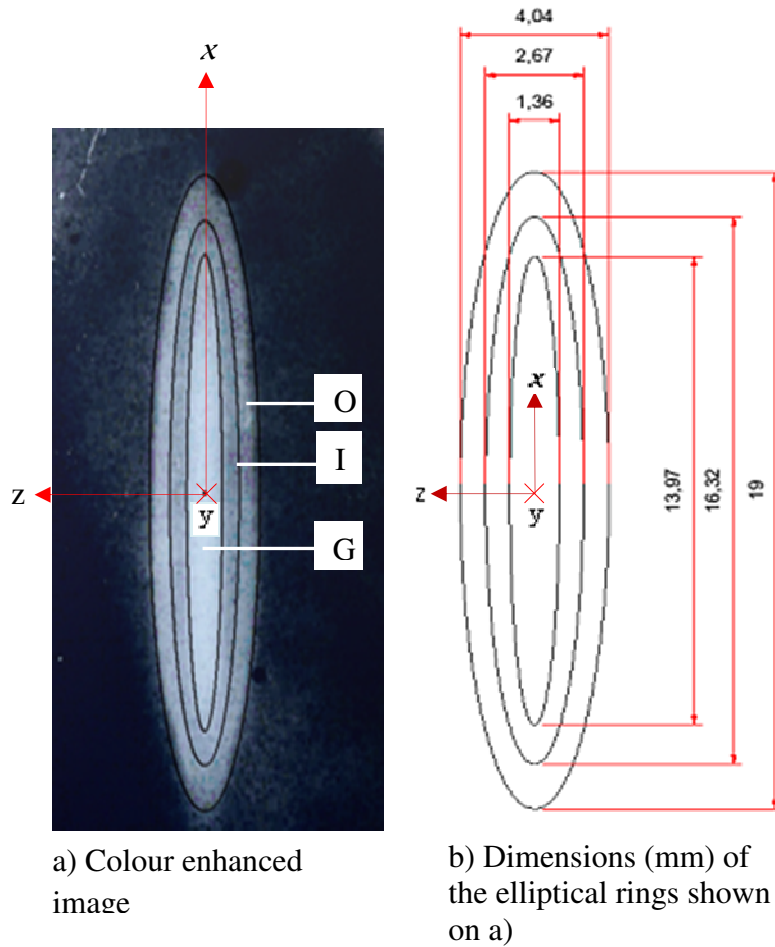 x
O
I
z
y
G
a) Colour enhanced
image
4,04
2,67
1,36
x
z
y
13,97
16,32
19
b) Dimensions (mm) of
the elliptical rings shown
on a)